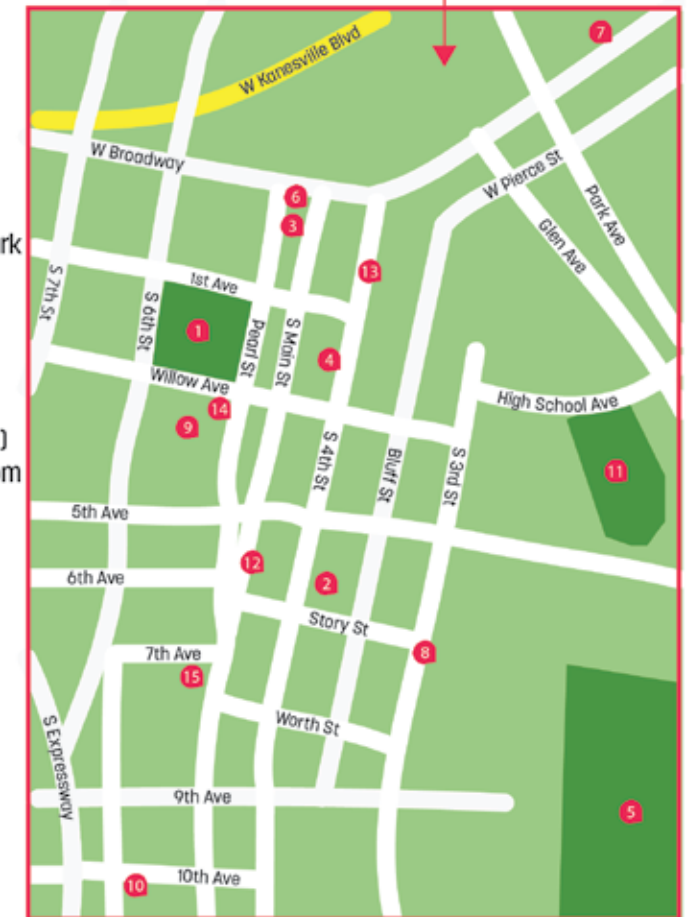 7
W Kanesville Blvd
W Broadway
W Pierce St
6
Park Ave
3
Glen Ave
rk
13
1st Ave
S 7th St
S 6th St
1
Pearl St
S Main St
4
Willow Ave
14
High School Ave
9
)
S 4th St
Bluff St
S 3rd St
11
om
5th Ave
12
6th Ave
2
Story St
8
7th Ave
15
S Expressway
Worth St
9th Ave
5
10
10th Ave